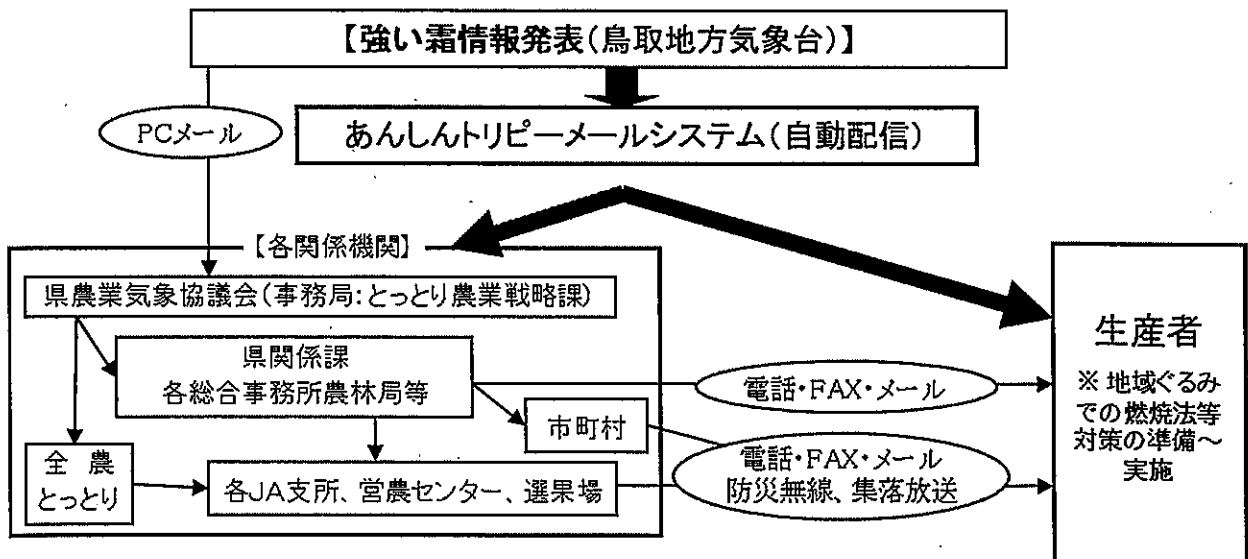 【強い霜情報発表(鳥取地方気象台)】
PCメール
あんしんトリピーメールシステム(自動配信)
【各関係機関】
県農業気象協議会(事務局:とっとり農業戦略課)
県関係課
各総合事務所農林局等
市町村
全農
とっとり
各JA支所、営農センター、選果場
電話・FAX・メール
電話・FAX・メール
防災無線、集落放送
生産者
※地域ぐるみ
での燃焼法等
対策の準備~
実施